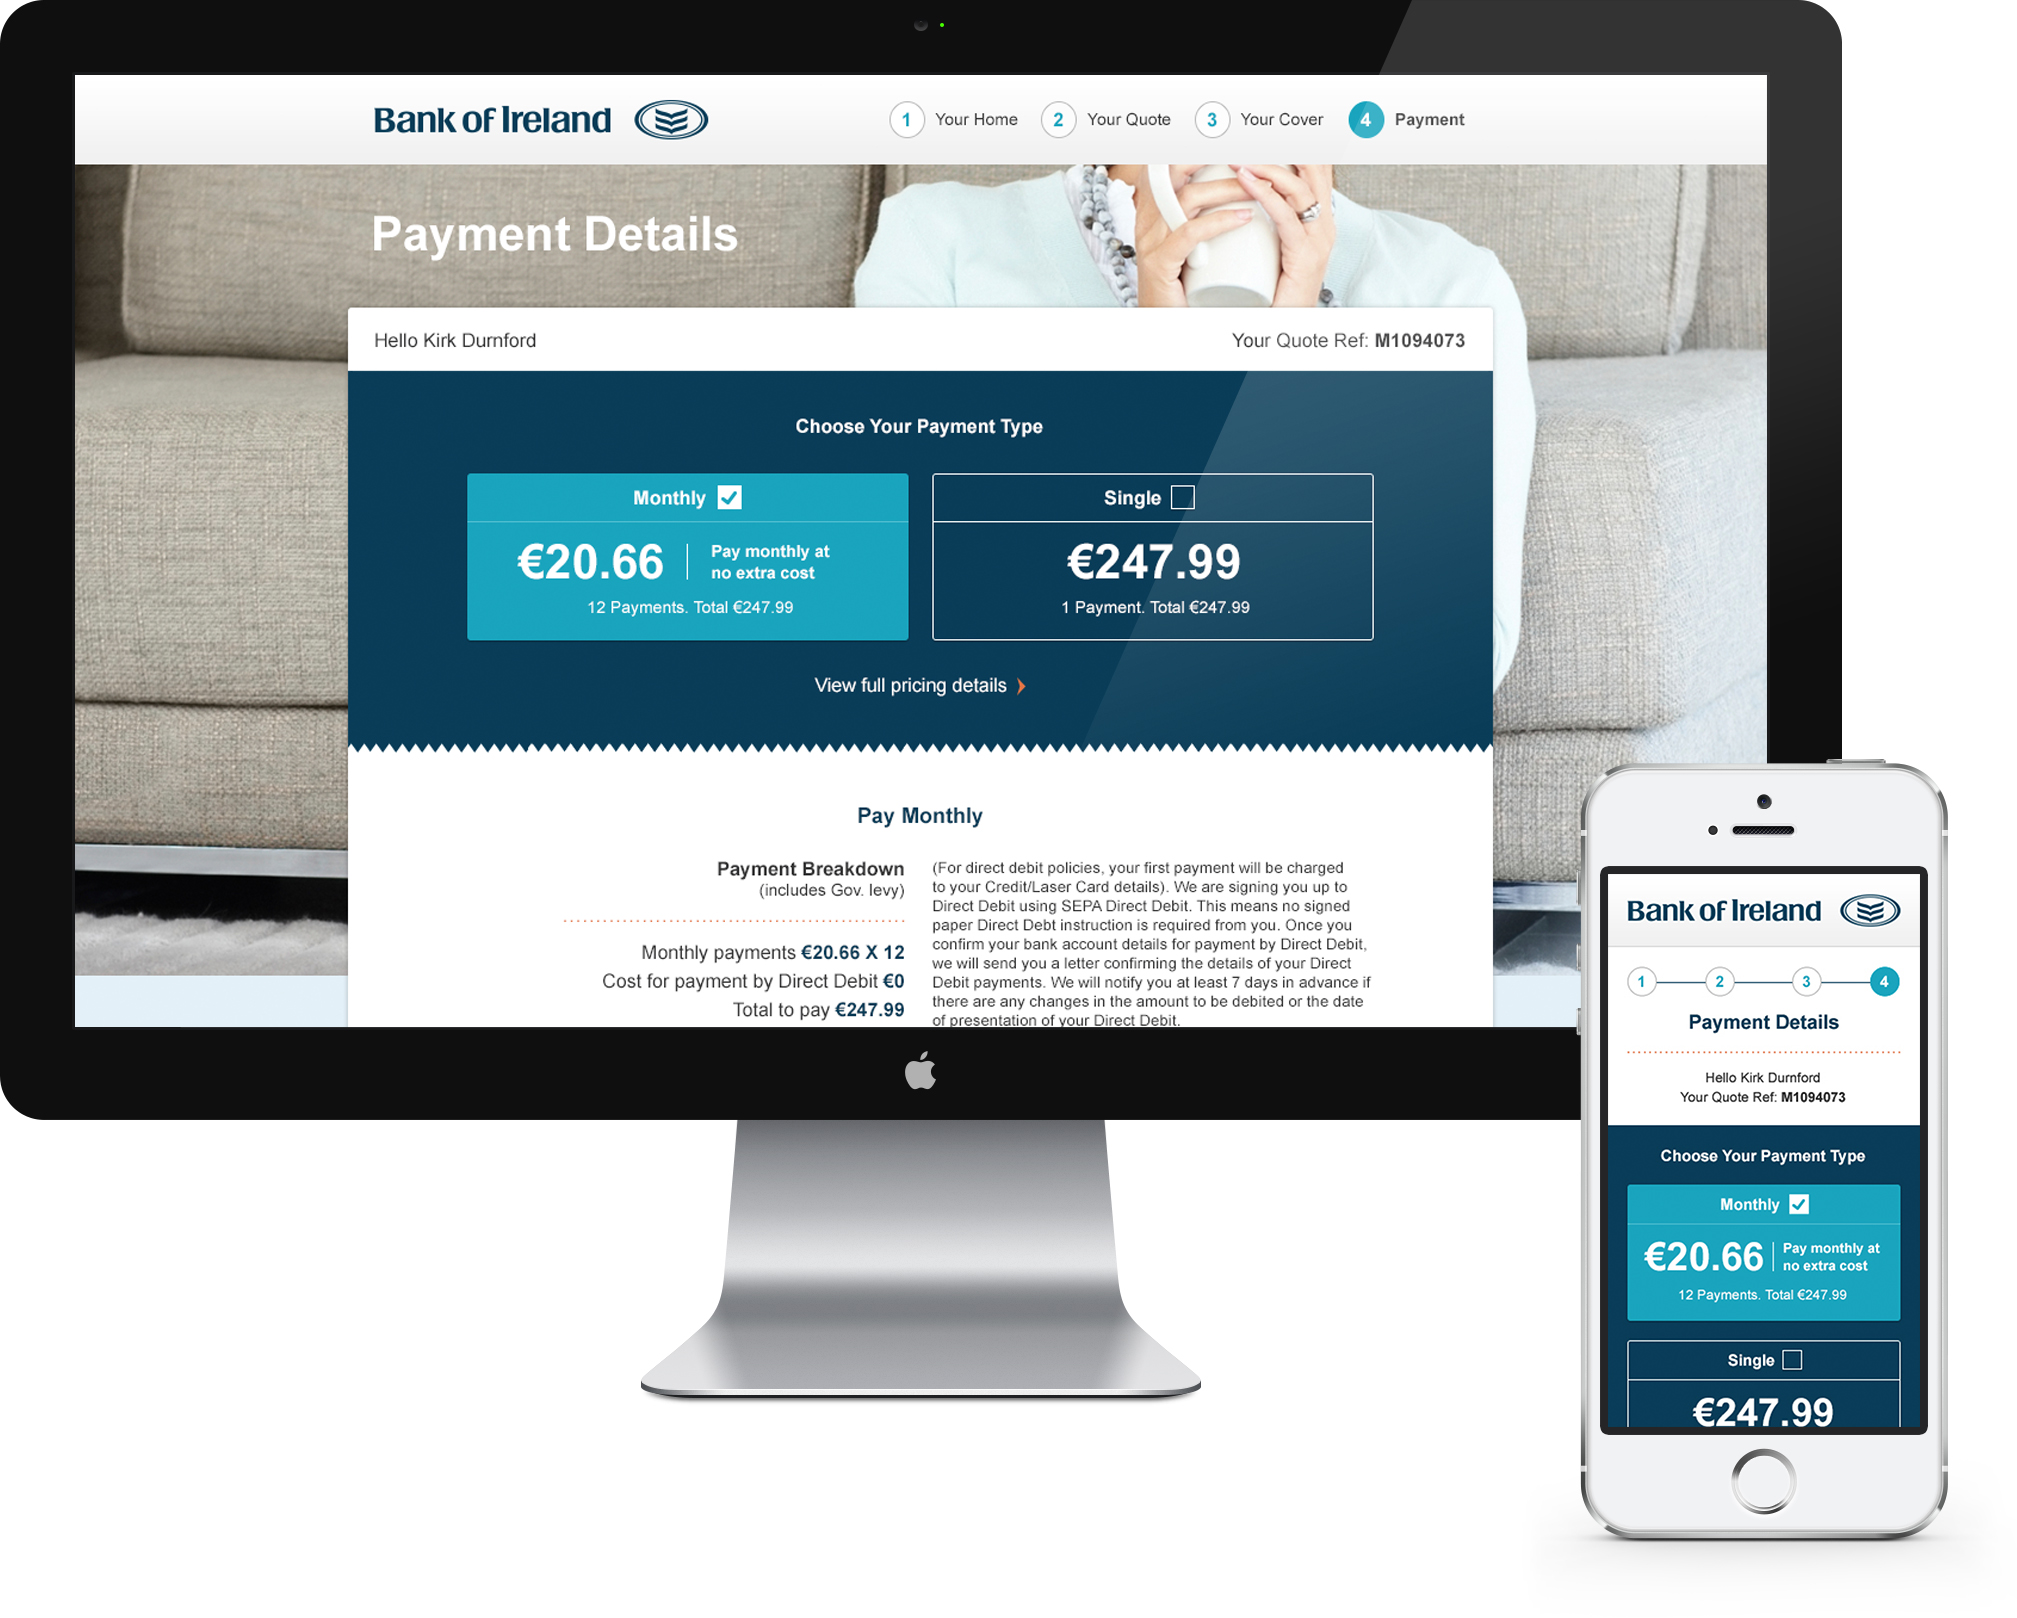 Bank of Ireland
1 Your Home 2 Your Quote 3 Your Cover 4 Payment
Payment Details
Hello Kirk Durnford
Your Quote Ref: M1094073
Choose Your Payment Type
Monthly
€20.66
Pay monthly at
no extra cost
12 Payments. Total €247.99
Single
€247.99
1 Payment. Total €247.99
View full pricing details
Pay Monthly
Payment Breakdown
(includes Gov. levy)
Monthly payments €20.66 X 12
Cost for payment by Direct Debit €0
Total to pay €247.99
(For direct debit policies, your first payment will be charged
to your Credit/Laser Card details). We are signing you up to
Direct Debit using SEPA Direct Debit. This means no signed
paper Direct Debt instruction is required from you. Once you
confirm your bank account details for payment by Direct Debit,
we will send you a letter confirming the details of your Direct
Debit payments. We will notify you at least 7 days in advance if
there are any changes in the amount to be debited or the date
of presentation of your Direct Debit.
Bank of Ireland
1 2 3 4
Payment Details
Hello Kirk Durnford
Your Quote Ref: M1094073
Choose Your Payment Type
Monthly
€20.66
Pay monthly at
no extra cost
12 Payments. Total €247.99
Single
€247.99